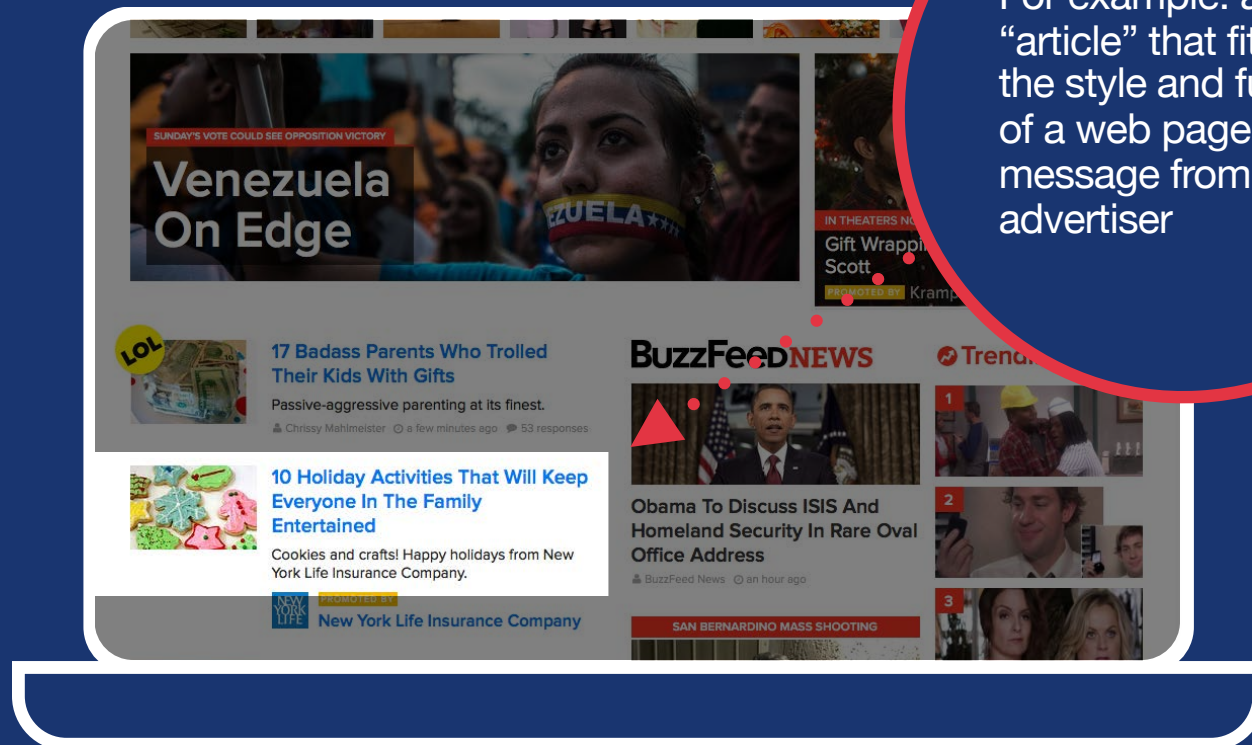 For example: a
“article” that fit
the style and fu
of a web page
message from
advertiser
SUNDAY'S VOTE COULD SEE OPPOSITION VICTORY
Venezuela
On Edge
EZUELA
IN THEATERS NO
Gift Wrappi
Scott
PROMOTED BY Kramp
LOL
17 Badass Parents Who Trolled
Their Kids With Gifts
Passive-aggressive parenting at its finest.
Chrissy Mahlmeister a few minutes ago 53 responses
10 Holiday Activities That Will Keep
Everyone In The Family
Entertained
Cookies and crafts! Happy holidays from New
York Life Insurance Company.
NEW
YORK
LIFE
PROMOTED BY
New York Life Insurance Company
BuzzFeedNEWS
Obama To Discuss ISIS And
Homeland Security In Rare Oval
Office Address
BuzzFeed News an hour ago
SAN BERNARDINO MASS SHOOTING
Trendi
1
2
3